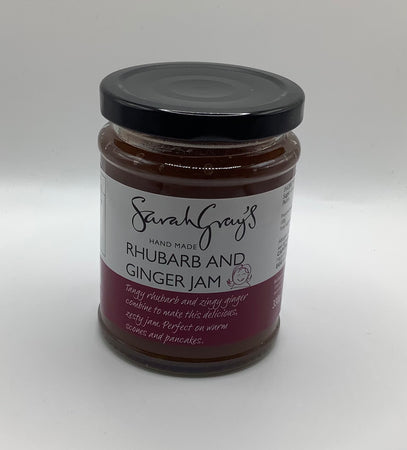 Sarah Gray's
HAND MADE
RHUBARB AND
GINGER JAM
Tangy rhubarb and zingy ginger
combine to make this delicious,
zesty jam. Perfect on warm
scones and pancakes.